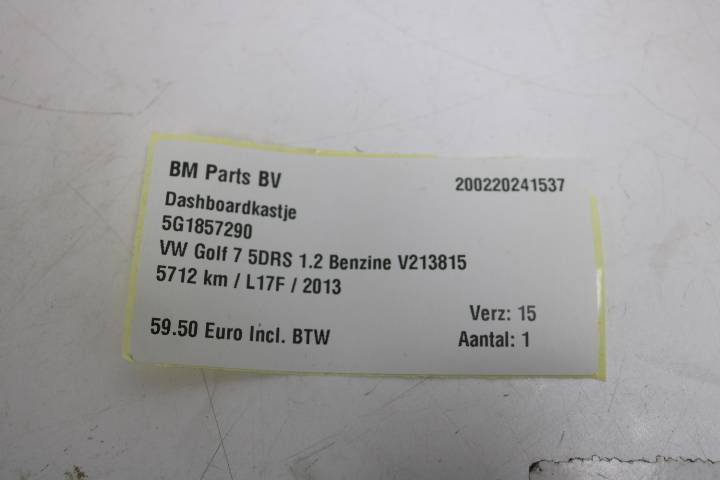 BM Parts BV 200220241537
Dashboardkastje
5G1857290
VW Golf 7 5DRS 1.2 Benzine V213815
5712 km / L17F / 2013
Verz: 15
59.50 Euro Incl. BTW Aantal: 1